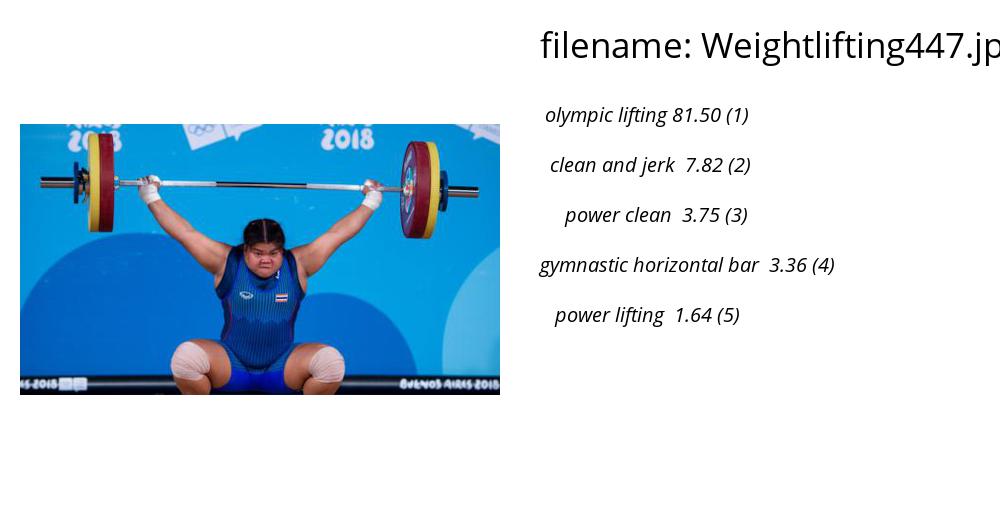 filename: Weightlifting447.jp
olympic lifting 81.50 (1)
clean and jerk 7.82 (2)
power clean 3.75 (3)
gymnastic horizontal bar 3.36 (4)
power lifting 1.64 (5)
2018
2018
ES 2018
BUENOS AIRES 2018